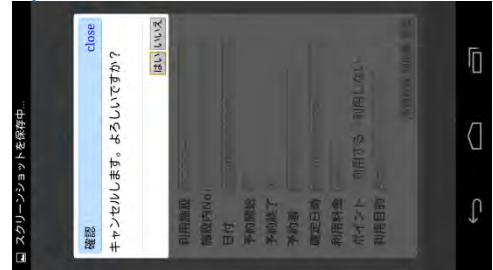 スクリーンショットを保存中...
確認 close
キャンセルします。よろしいですか？
はい いいえ
利用施設
施設内No.
日付
予約開始
予約終了
予約番
確定日時
利用料金
ポイント 利用する 利用しない
利用目的